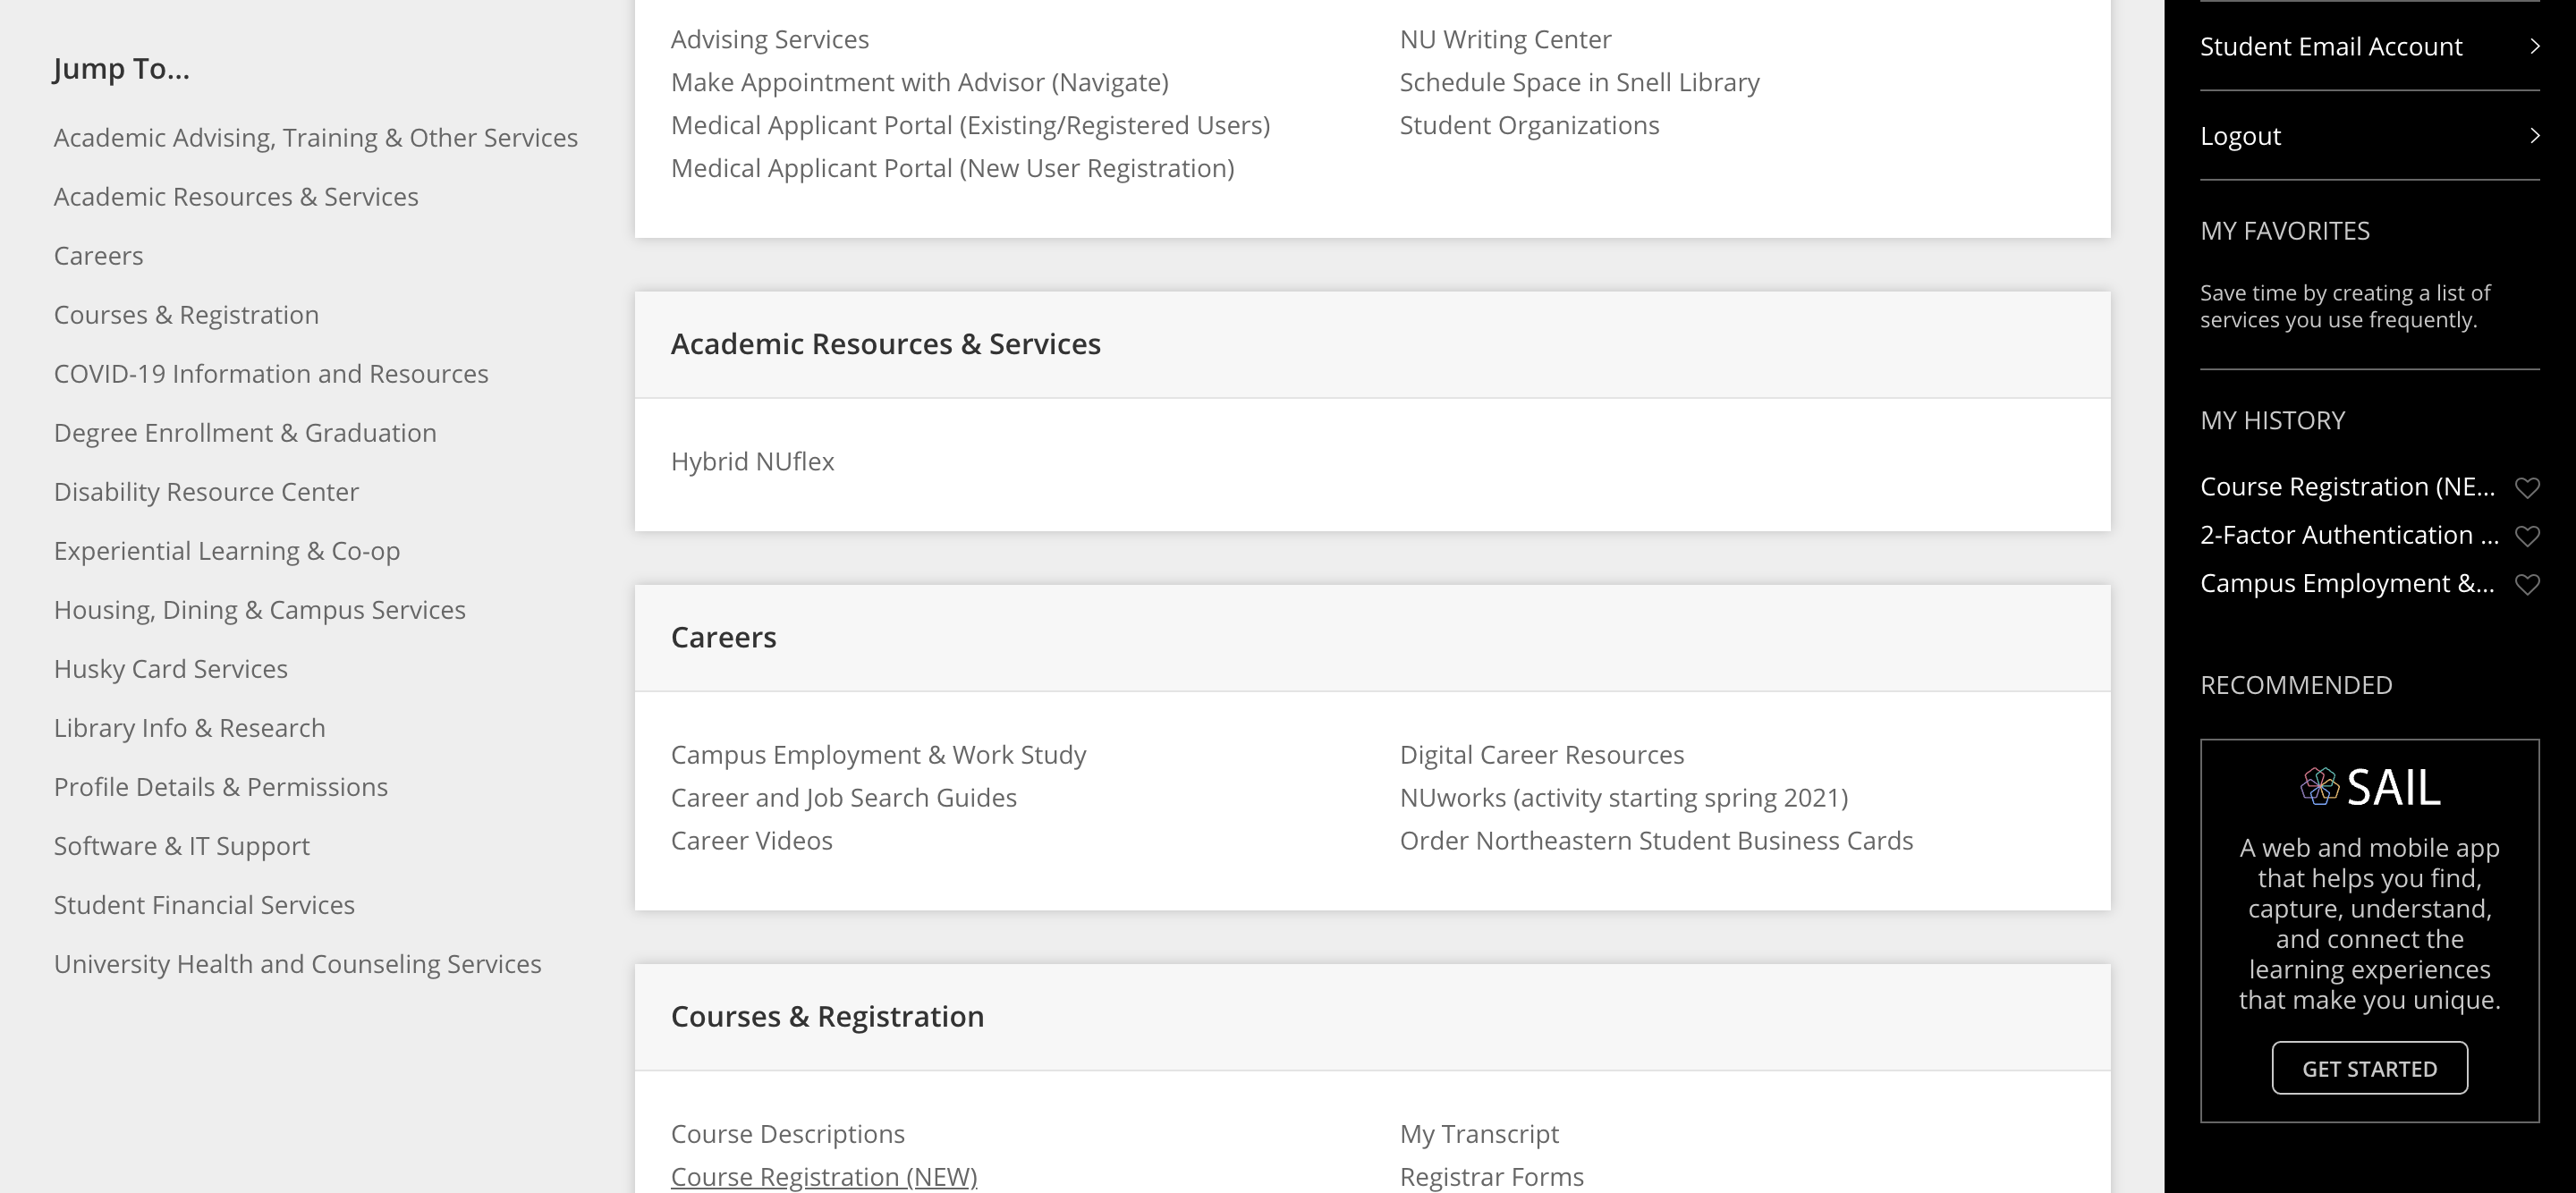 Jump To...
Academic Advising, Training & Other Services
Academic Resources & Services
Careers
Courses & Registration
COVID-19 Information and Resources
Degree Enrollment & Graduation
Disability Resource Center
Experiential Learning & Co-op
Housing, Dining & Campus Services
Husky Card Services
Library Info & Research
Profile Details & Permissions
Software & IT Support
Student Financial Services
University Health and Counseling Services
Advising Services
Make Appointment with Advisor (Navigate)
Medical Applicant Portal (Existing/Registered Users)
Medical Applicant Portal (New User Registration)
NU Writing Center
Schedule Space in Snell Library
Student Organizations
Academic Resources & Services
Hybrid NUflex
Careers
Campus Employment & Work Study
Career and Job Search Guides
Career Videos
Digital Career Resources
NUworks (activity starting spring 2021)
Order Northeastern Student Business Cards
Courses & Registration
Course Descriptions
Course Registration (NEW)
My Transcript
Registrar Forms
Student Email Account
Logout
MY FAVORITES
Save time by creating a list of
services you use frequently.
MY HISTORY
Course Registration (NE...
2-Factor Authentication ...
Campus Employment &...
RECOMMENDED
SAIL
A web and mobile app
that helps you find,
capture, understand,
and connect the
learning experiences
that make you unique.
GET STARTED